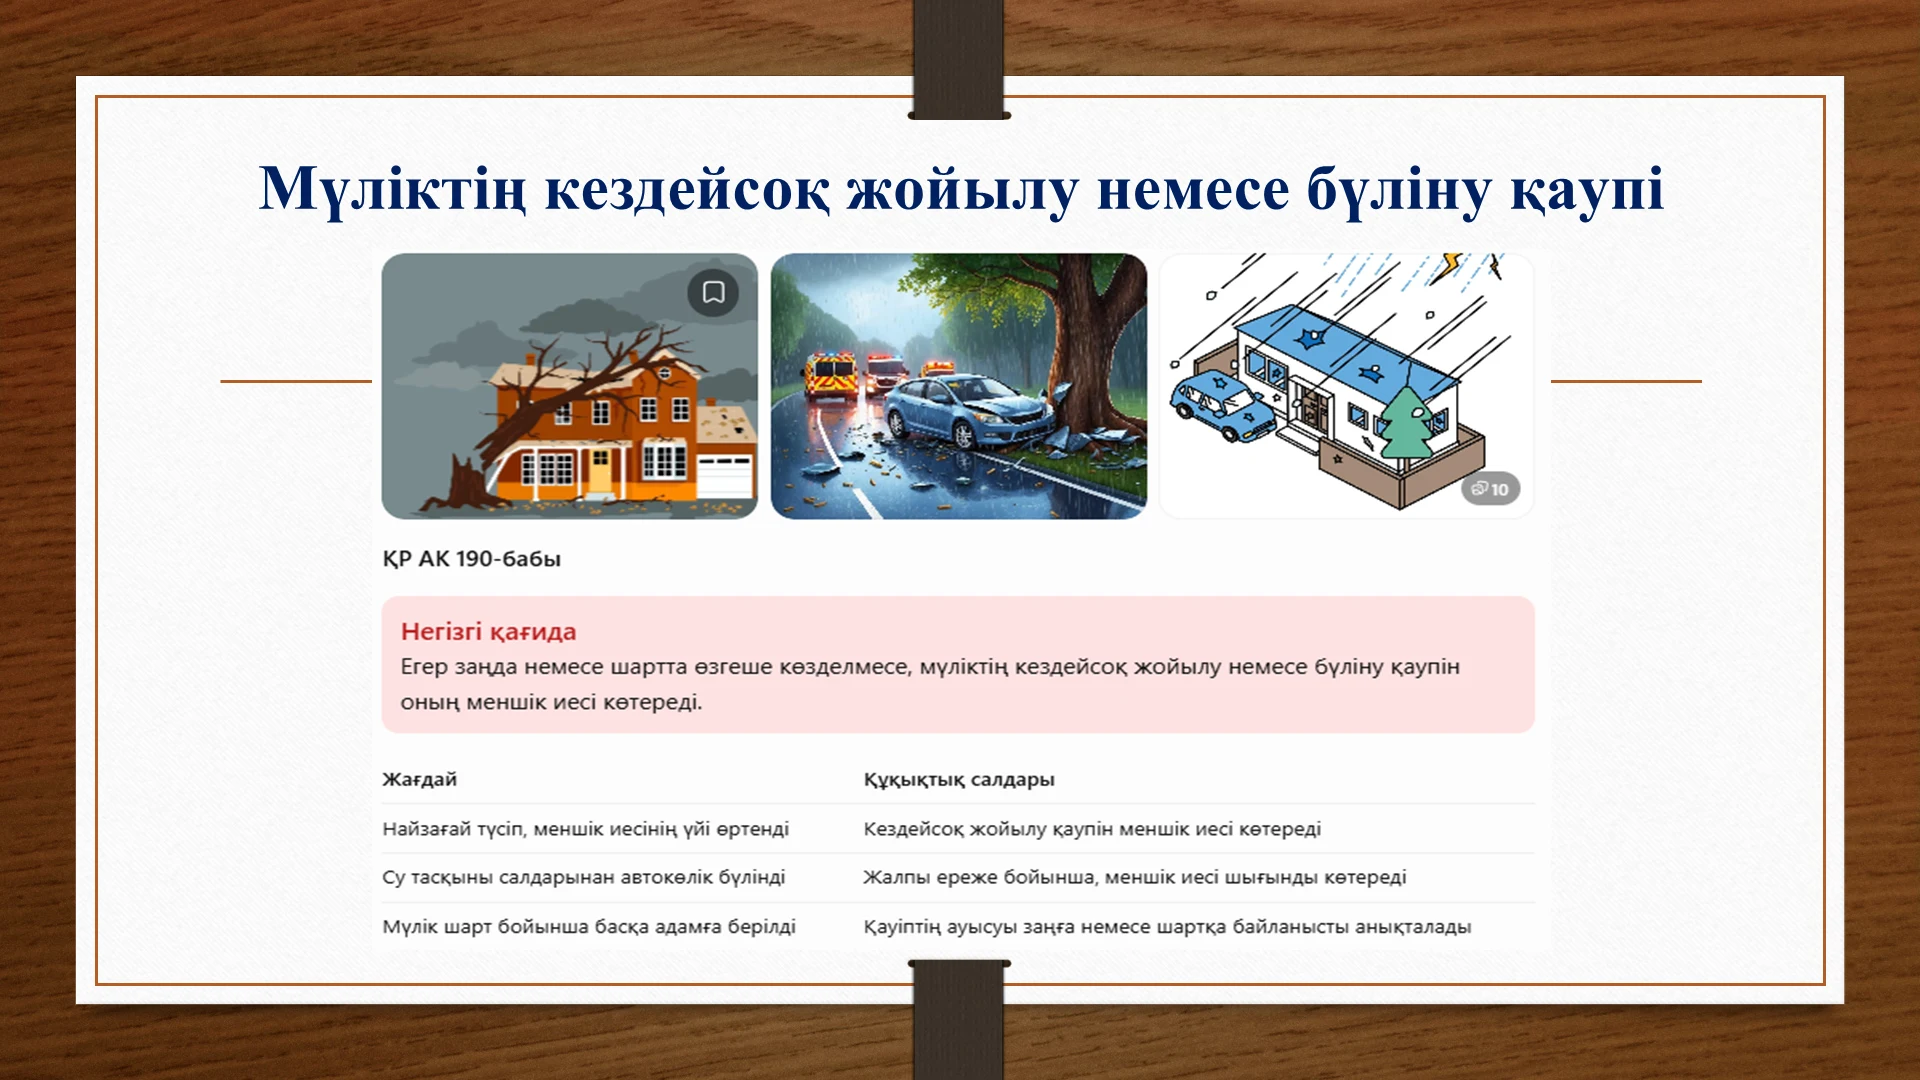 Мүліктің кездейсоқ жойылу немесе бүліну қаупі
10
ҚР АК 190-бабы
Негізгі қағида
Егер заңда немесе шартта өзгеше көзделмесе, мүліктің кездейсоқ жойылу немесе бүліну қаупін
оның меншік иесі көтереді.
Жағдай Құқықтық салдары
Найзағай түсіп, меншік иесінің үйі өртенді Кездейсоқ жойылу қаупін меншік иесі көтереді
Су тасқыны салдарынан автокөлік бүлінді Жалпы ереже бойынша, меншік иесі шығынды көтереді
Мүлік шарт бойынша басқа адамға берілді Қауіптің ауысуы заңға немесе шартқа байланысты анықталады